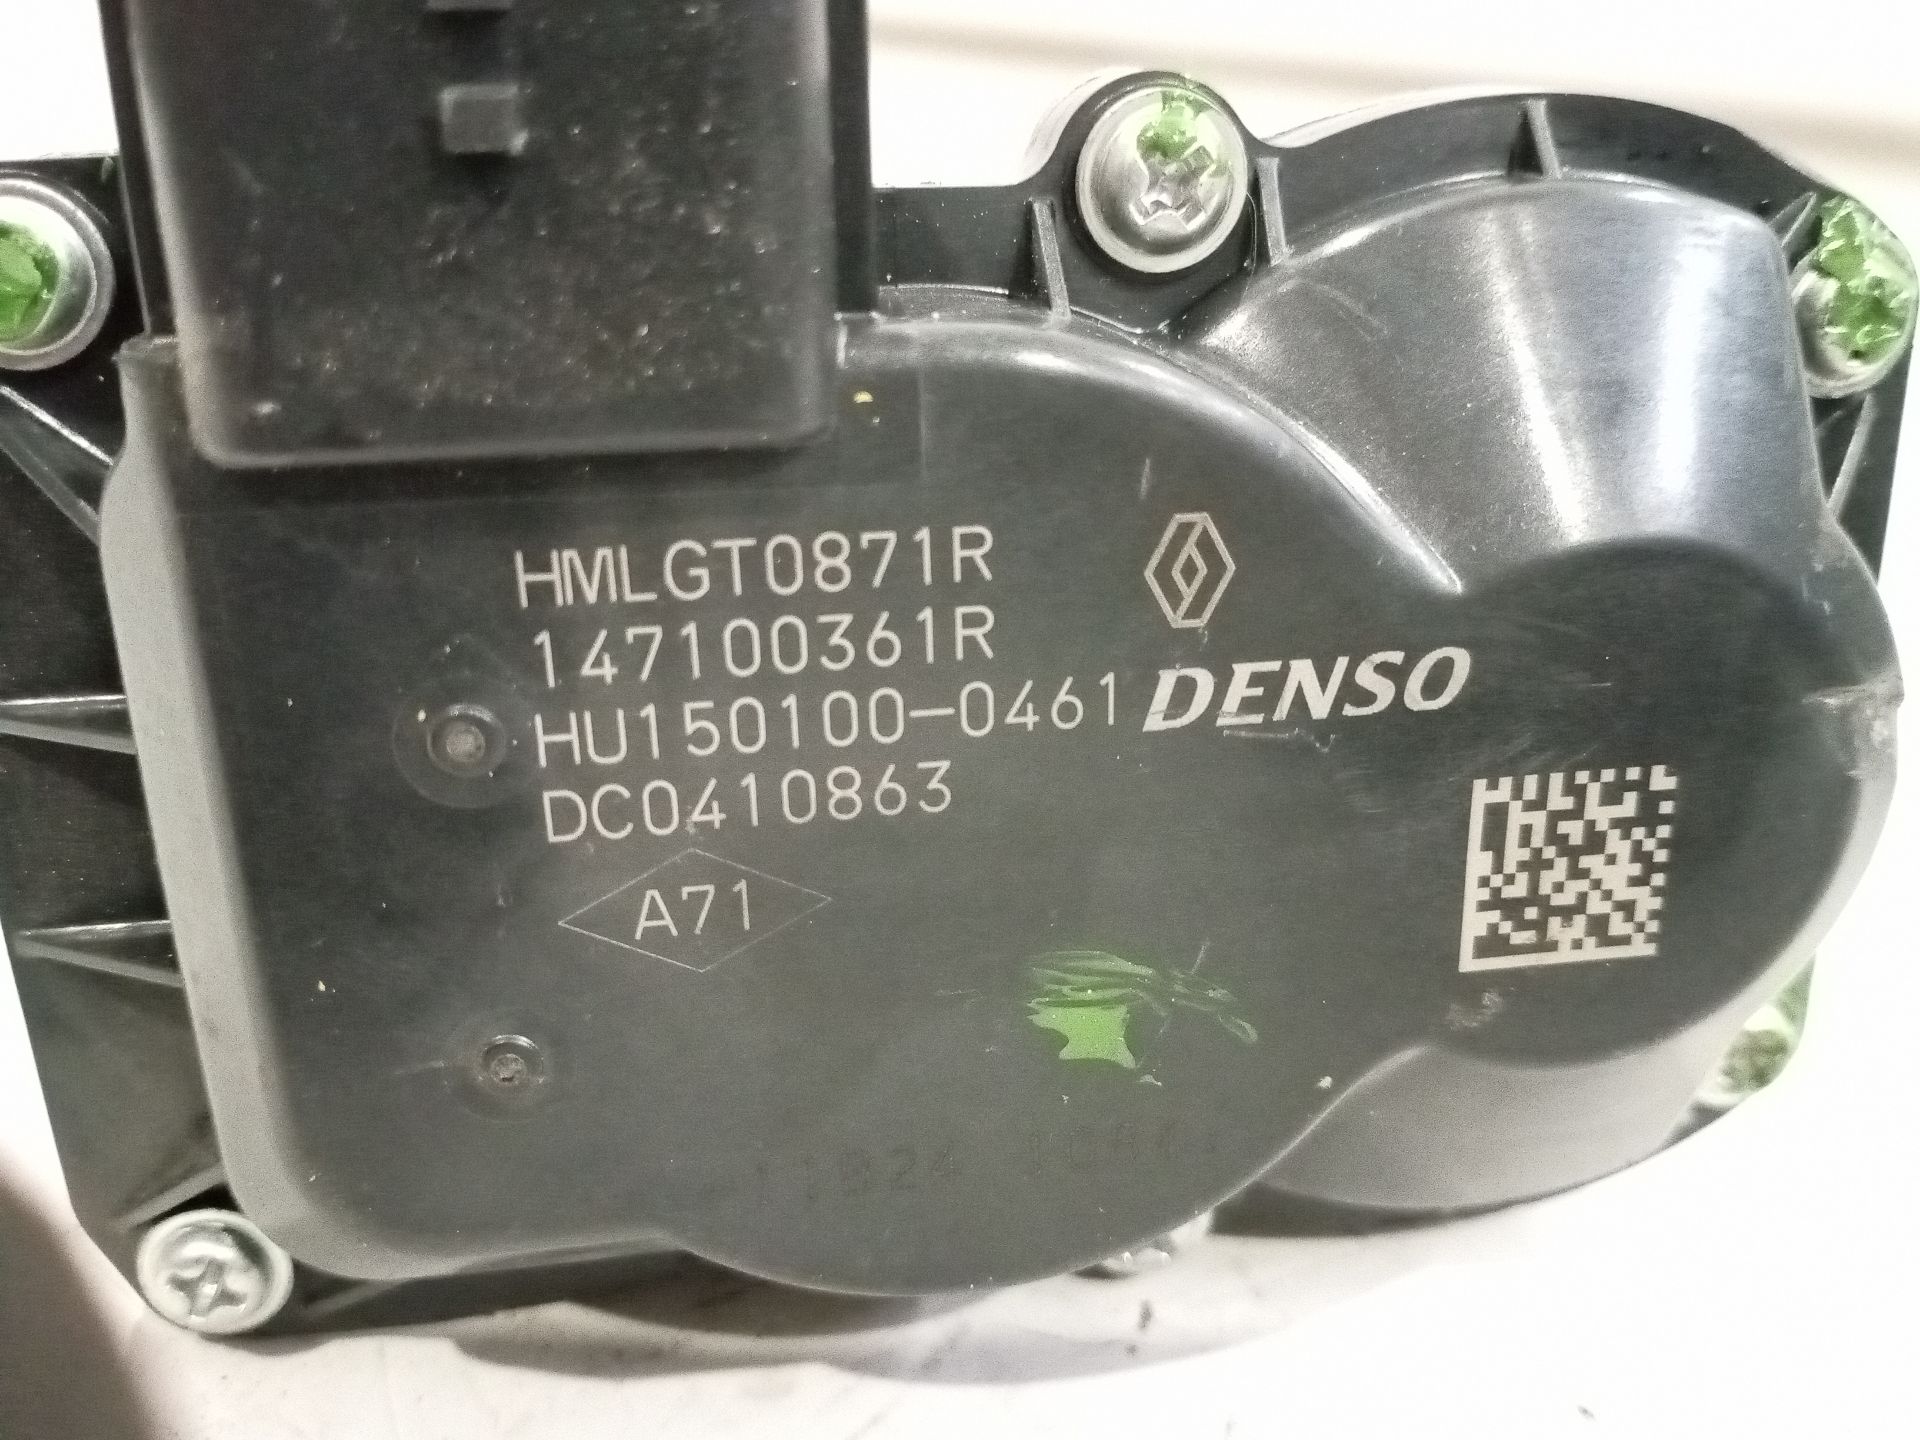 HMLGT0871R
147100361R
HU150100-0461
DENSO
DC0410863
A71